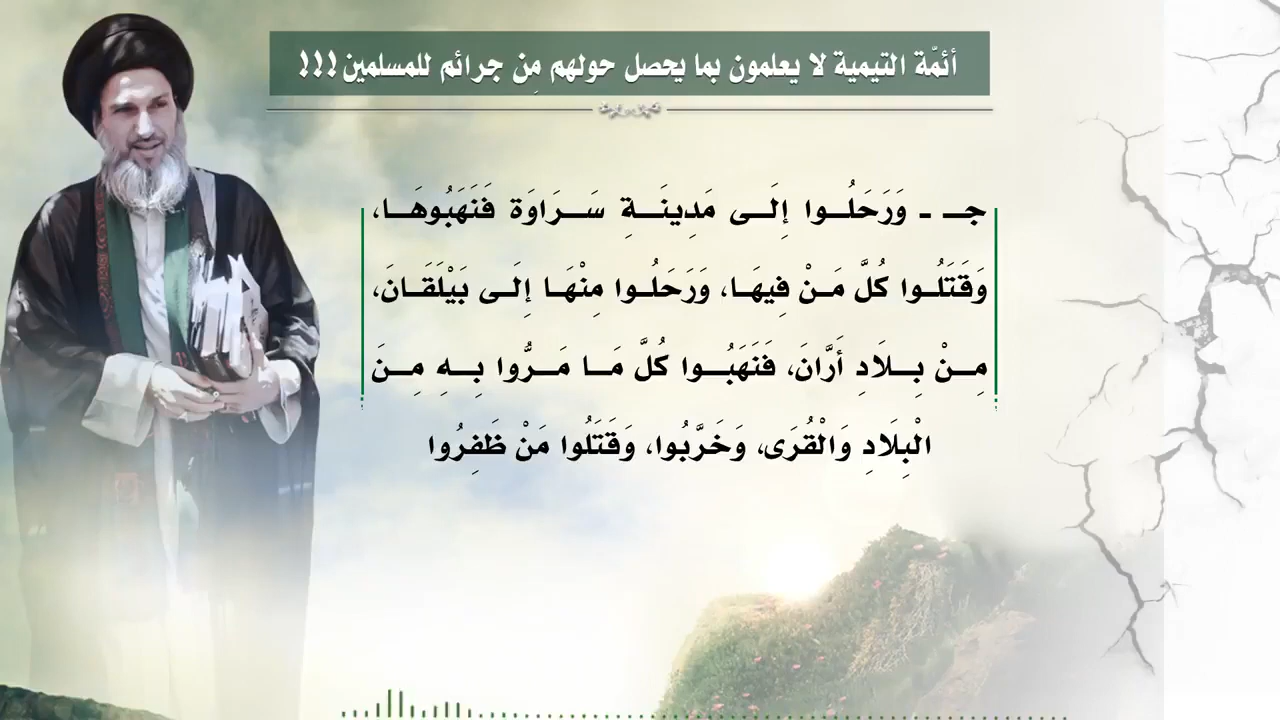 أئمّة التيمية لا يعلمون بما يحصل حولهم مِن جرائم للمسلمين!!!
جـ ـ وَرَحَلُـوا إِلَـى مَدِينَـةِ سَـرَاوَة فَنَهَبُوهَـا،
وَقَتَلُـوا كُلَّ مَـنْ فِيهَـا، وَرَحَلُـوا مِنْهَـا إِلَـى بَيْلَقَـانَ،
مِـنْ بِـلَادِ أَرَّانَ، فَنَهَبُـوا كُلَّ مَـا مَـرُّوا بِـهِ مِـنَ
الْبِلَادِ وَالْقُرَى، وَخَرَّبُوا، وَقَتَلُوا مَنْ ظَفِرُوا